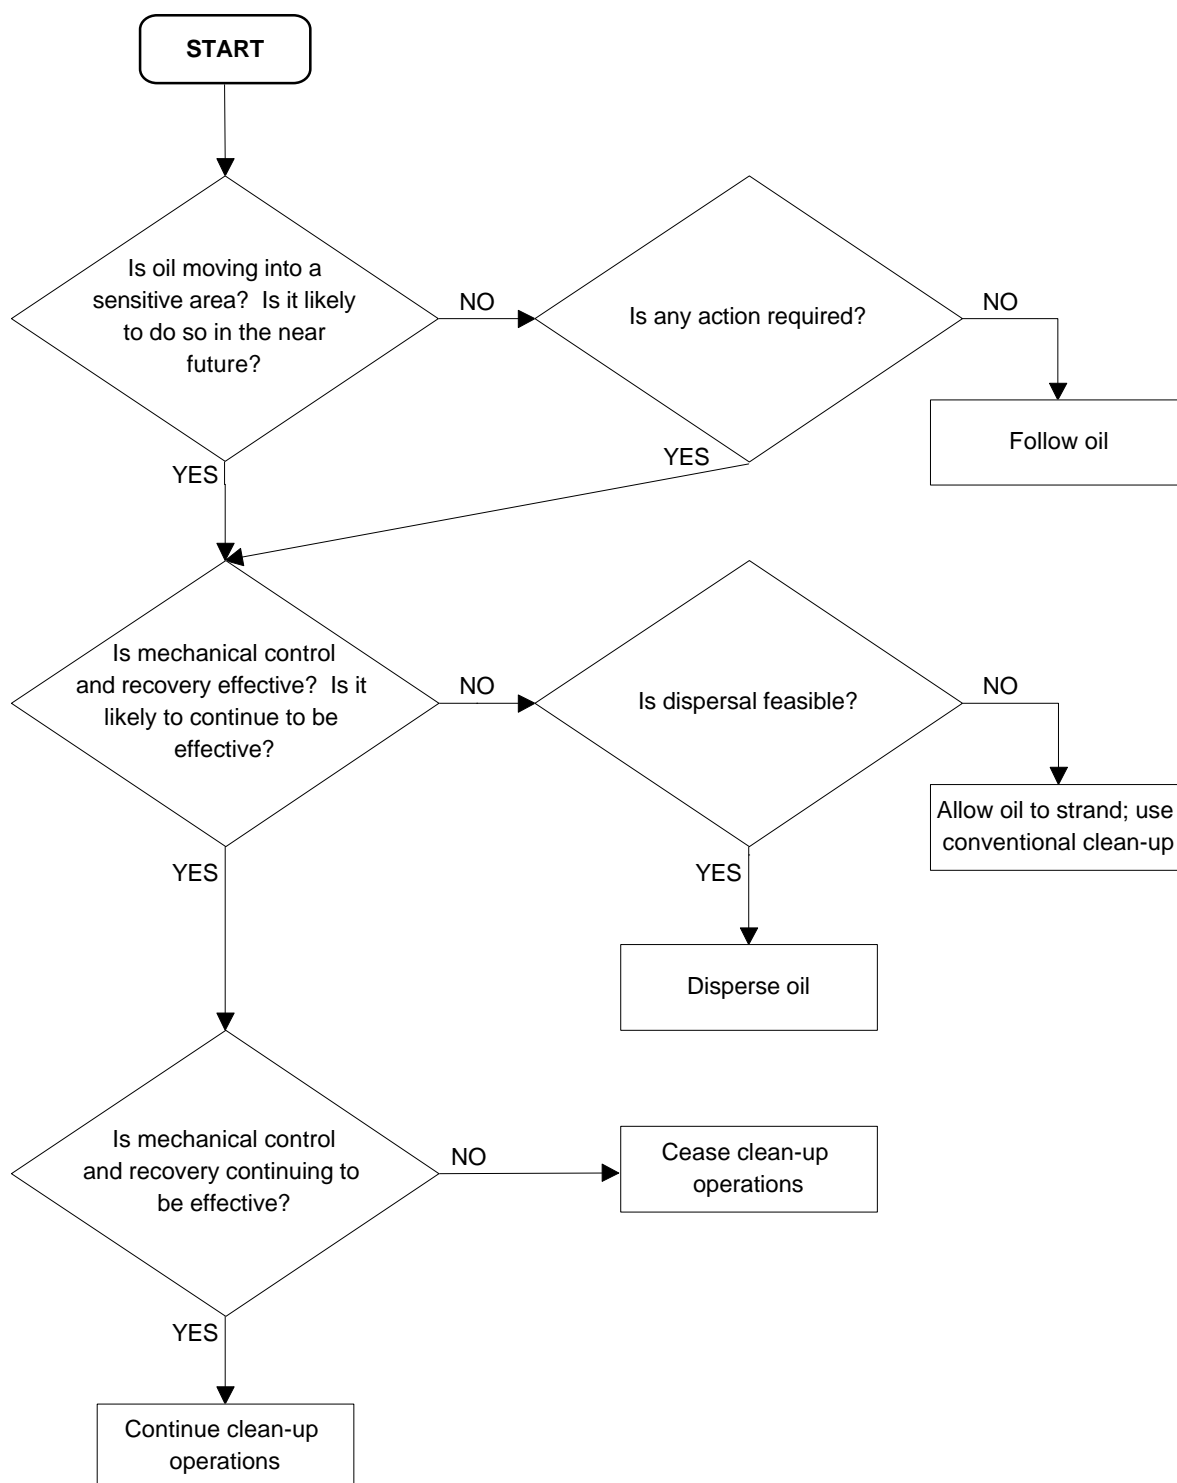 START
Is oil moving into a
sensitive area?  Is it likely
to do so in the near
future?
NO
Is any action required?
NO
Follow oil
YES
YES
Is mechanical control
and recovery effective?  Is it
likely to continue to be
effective?
NO
Is dispersal feasible?
NO
Allow oil to strand; use
conventional clean-up
YES
YES
Disperse oil
Is mechanical control
and recovery continuing to
be effective?
NO
Cease clean-up
operations
YES
Continue clean-up
operations